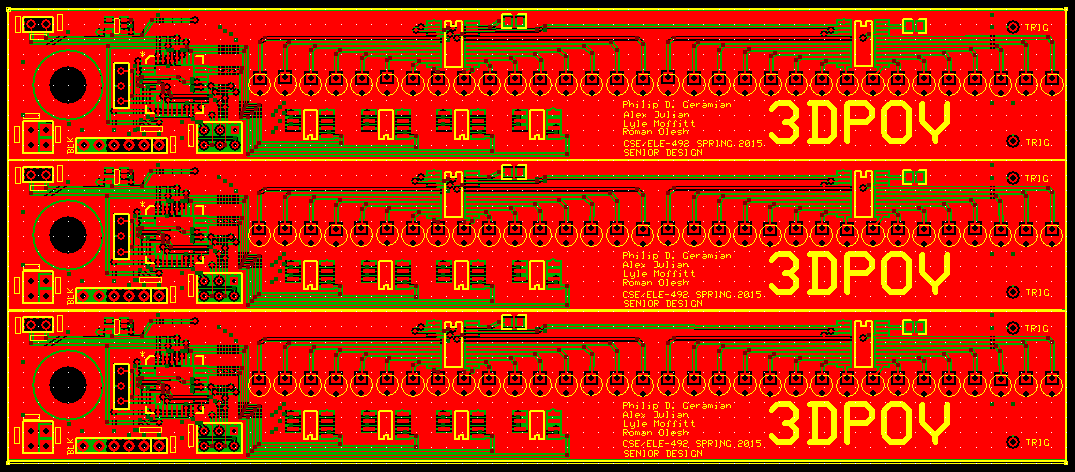 TRIG.
Philip D. Geramian
Alex Julian
Lyle Moffitt
Roman Olesh
3DPOV
BLK
CSE/ELE-492 SPRING 2015.
SENIOR DESIGN
TRIG.
TRIG.
Philip D. Geramian
Alex Julian
Lyle Moffitt
Roman Olesh
3DPOV
BLK
CSE/ELE-492 SPRING 2015.
SENIOR DESIGN
TRIG.
TRIG.
Philip D. Geramian
Alex Julian
Lyle Moffitt
Roman Olesh
3DPOV
BLK
CSE/ELE-492 SPRING 2015.
SENIOR DESIGN
TRIG.